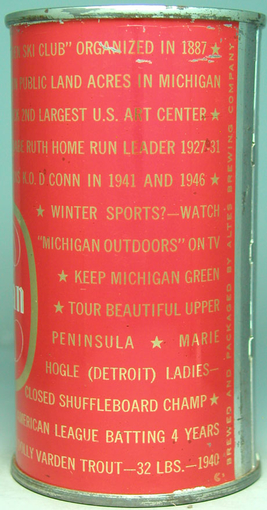 SKI CLUB" ORGANIZED IN 1887 ★
PUBLIC LAND ACRES IN MICHIGAN
2ND LARGEST U.S. ART CENTER ★
RUTH HOME RUN LEADER 1927-31
K.O. D CONN IN 1941 AND 1946 ★
★ WINTER SPORTS?—WATCH
"MICHIGAN OUTDOORS" ON TV
★ KEEP MICHIGAN GREEN
★ TOUR BEAUTIFUL UPPER
PENINSULA ★ MARIE
HOGLE (DETROIT) LADIES—
CLOSED SHUFFLEBOARD CHAMP ★
AMERICAN LEAGUE BATTING 4 YEARS
VARDEN TROUT—32 LBS.—1940
BREWED AND PACKAGED BY ALTES BREWING COMPANY